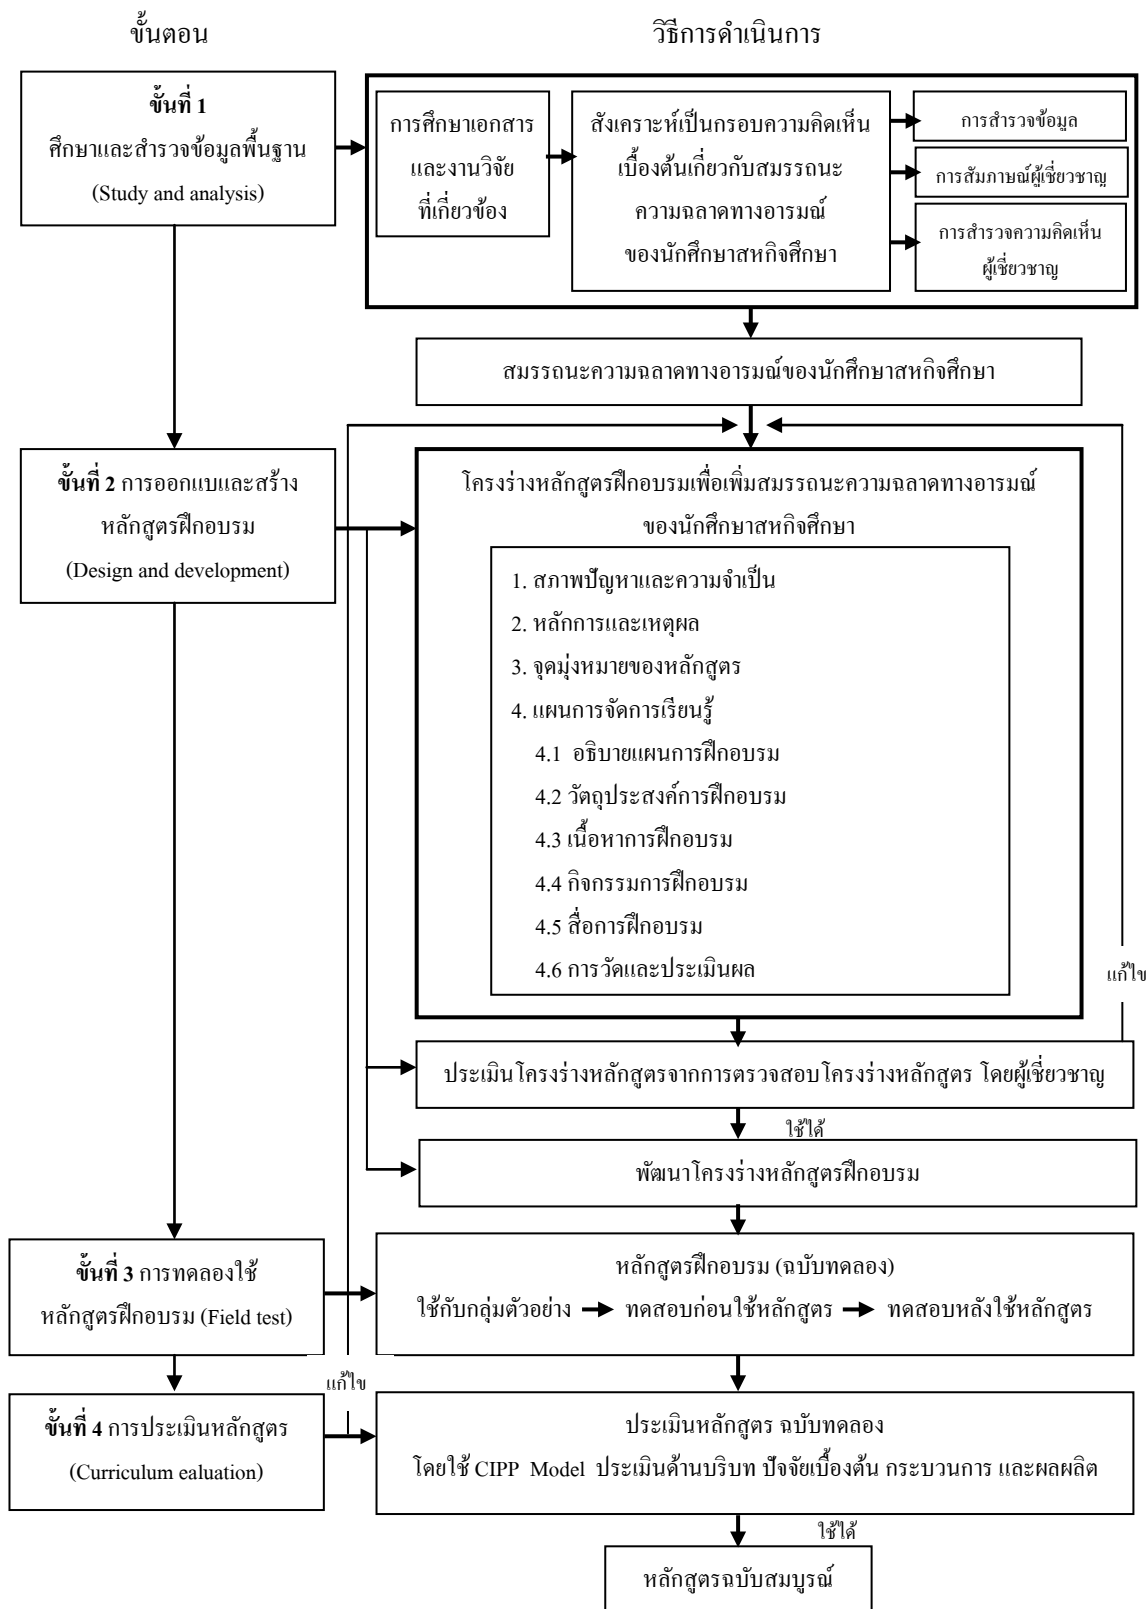 ขั้นตอน
วิธีการดำเนินการ
ขั้นที่ 1
ศึกษาและสำรวจข้อมูลพื้นฐาน
(Study and analysis)
การศึกษาเอกสาร
และงานวิจัย
ที่เกี่ยวข้อง
สังเคราะห์เป็นกรอบความคิดเห็น
เบื้องต้นเกี่ยวกับสมรรถนะ
ความฉลาดทางอารมณ์
ของนักศึกษาสหกิจศึกษา
การสำรวจข้อมูล
การสัมภาษณ์ผู้เชี่ยวชาญ
การสำรวจความคิดเห็น
ผู้เชี่ยวชาญ
สมรรถนะความฉลาดทางอารมณ์ของนักศึกษาสหกิจศึกษา
ขั้นที่ 2 การออกแบและสร้าง
หลักสูตรฝึกอบรม
(Design and development)
โครงร่างหลักสูตรฝึกอบรมเพื่อเพิ่มสมรรถนะความฉลาดทางอารมณ์
ของนักศึกษาสหกิจศึกษา
1. สภาพปัญหาและความจำเป็น
2. หลักการและเหตุผล
3. จุดมุ่งหมายของหลักสูตร
4. แผนการจัดการเรียนรู้
4.1 อธิบายแผนการฝึกอบรม
4.2 วัตถุประสงค์การฝึกอบรม
4.3 เนื้อหาการฝึกอบรม
4.4 กิจกรรมการฝึกอบรม
4.5 สื่อการฝึกอบรม
4.6 การวัดและประเมินผล
แก้ไข
ประเมินโครงร่างหลักสูตรจากการตรวจสอบโครงร่างหลักสูตร โดยผู้เชี่ยวชาญ
ใช้ได้
พัฒนาโครงร่างหลักสูตรฝึกอบรม
ขั้นที่ 3 การทดลองใช้
หลักสูตรฝึกอบรม (Field test)
หลักสูตรฝึกอบรม (ฉบับทดลอง)
ใช้กับกลุ่มตัวอย่าง ทดสอบก่อนใช้หลักสูตร ทดสอบหลังใช้หลักสูตร
แก้ไข
ขั้นที่ 4 การประเมินหลักสูตร
(Curriculum ealuation)
ประเมินหลักสูตร ฉบับทดลอง
โดยใช้ CIPP Model ประเมินด้านบริบท ปัจจัยเบื้องต้น กระบวนการ และผลผลิต
ใช้ได้
หลักสูตรฉบับสมบูรณ์